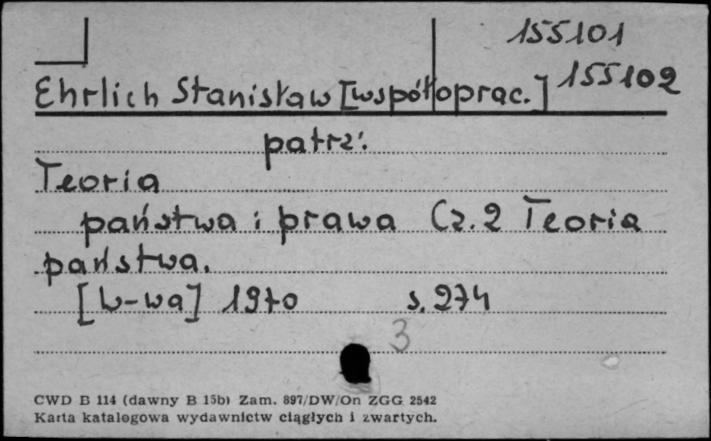 155101
Ehrlich Stanisław [współoprac.] 155102
patrz:
Teoria
państwa i prawa Cz. 2 Teoria
państwa.
[W-wa] 1970 s. 274
3
CWD B 114 (dawny B 15b) Zam. 897/DW/On ZGG 2542
Karta katalogowa wydawnictw ciągłych i zwartych.